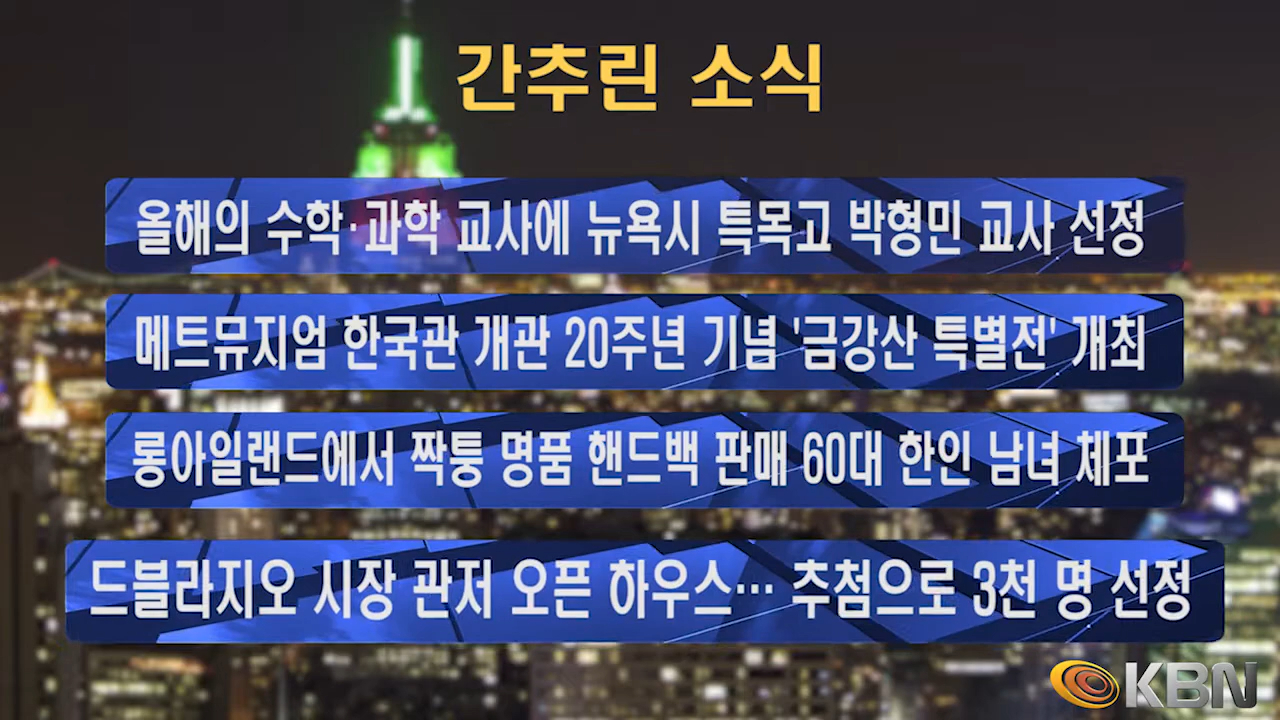 간추린 소식
올해의 수학·과학 교사에 뉴욕시 특목고 박형민 교사 선정
메트뮤지엄 한국관 개관 20주년 기념 '금강산 특별전' 개최
롱아일랜드에서 짝퉁 명품 핸드백 판매 60대 한인 남녀 체포
드블라지오 시장 관저 오픈 하우스… 추첨으로 3천 명 선정
KBN